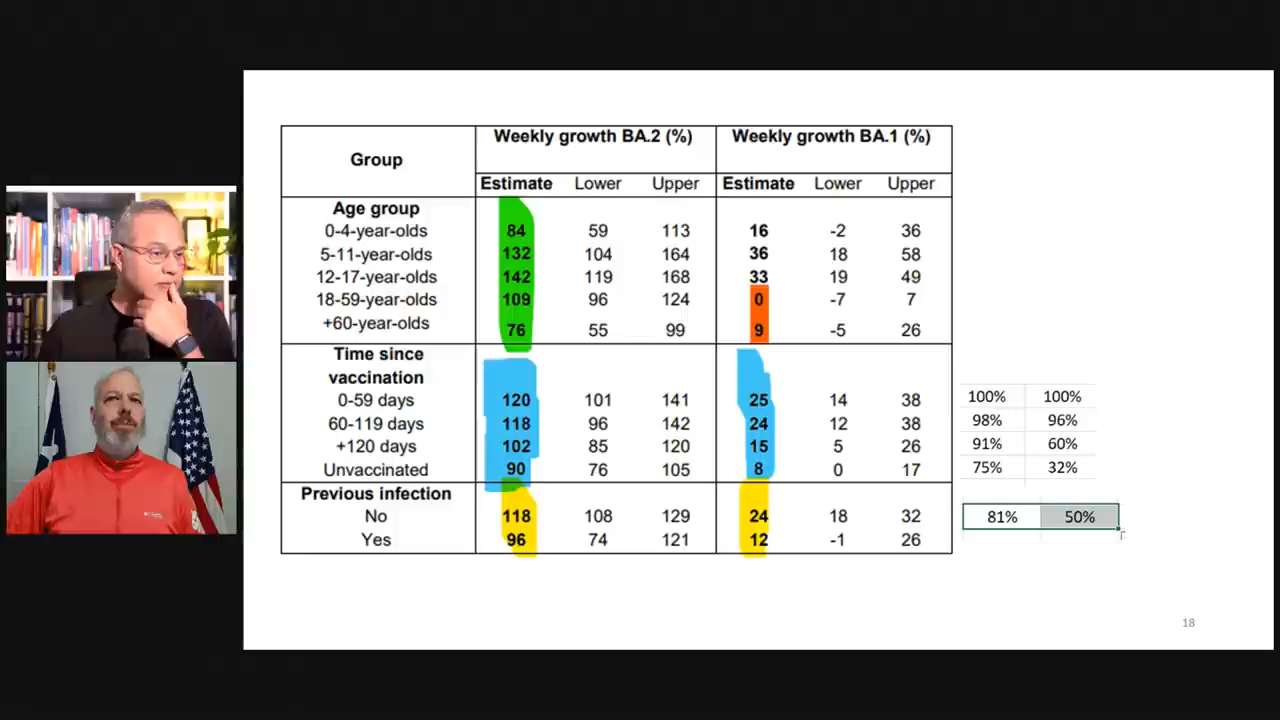 Group Weekly growth BA.2 (%) Weekly growth BA.1 (%)
Estimate Lower Upper Estimate Lower Upper
Age group
0-4-year-olds 84 59 113 16 -2 36
5-11-year-olds 132 104 164 36 18 58
12-17-year-olds 142 119 168 33 19 49
18-59-year-olds 109 96 124 0 -7 7
+60-year-olds 76 55 99 9 -5 26
Time since
vaccination
0-59 days 120 101 141 25 14 38 100% 100%
60-119 days 118 96 142 24 12 38 98% 96%
+120 days 102 85 120 15 5 26 91% 60%
Unvaccinated 90 76 105 8 0 17 75% 32%
Previous infection
No 118 108 129 24 18 32 81% 50%
Yes 96 74 121 12 -1 26
18